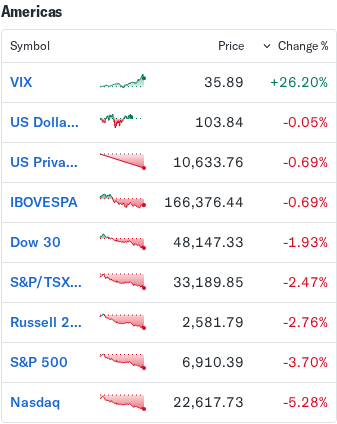 Americas
Symbol Price Change %
VIX 35.89 +26.20%
US Dolla... 103.84 -0.05%
US Priva... 10,633.76 -0.69%
IBOVESPA 166,376.44 -0.69%
Dow 30 48,147.33 -1.93%
S&P/TSX... 33,189.85 -2.47%
Russell 2... 2,581.79 -2.76%
S&P 500 6,910.39 -3.70%
Nasdaq 22,617.73 -5.28%